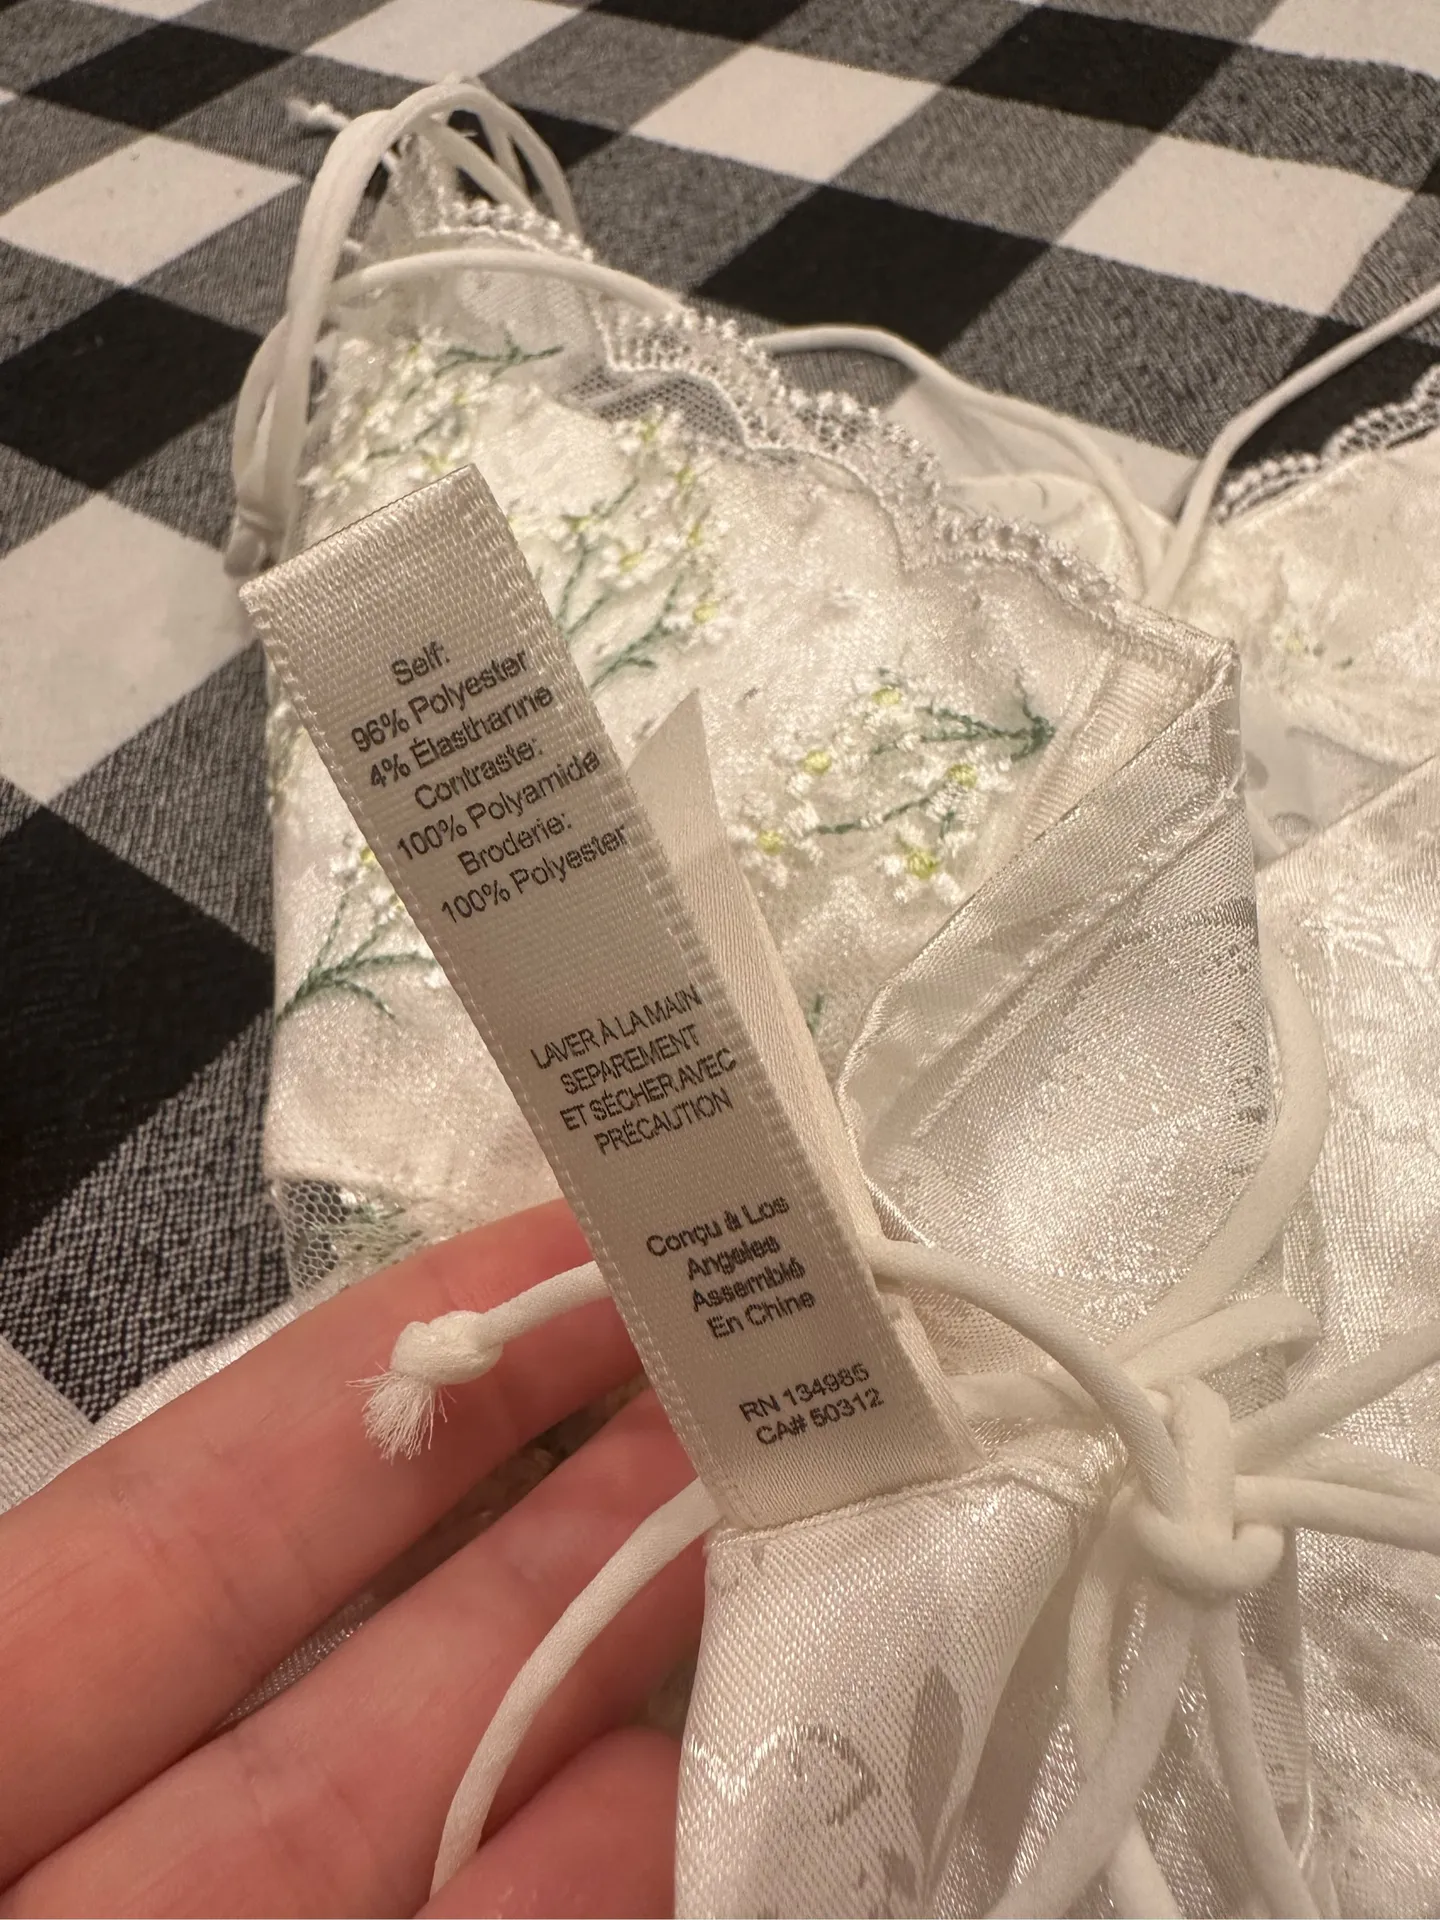 Self:
96% Polyester
4% Élasthanne
Contraste:
100% Polyamide
Broderie:
100% Polyester
LAVER À LA MAIN
SEPAREMENT
ET SÉCHER AVEC
PRÉCAUTION
Conçu à Los
Angeles
Assemblé
En Chine
RN 134985
CA# 50312